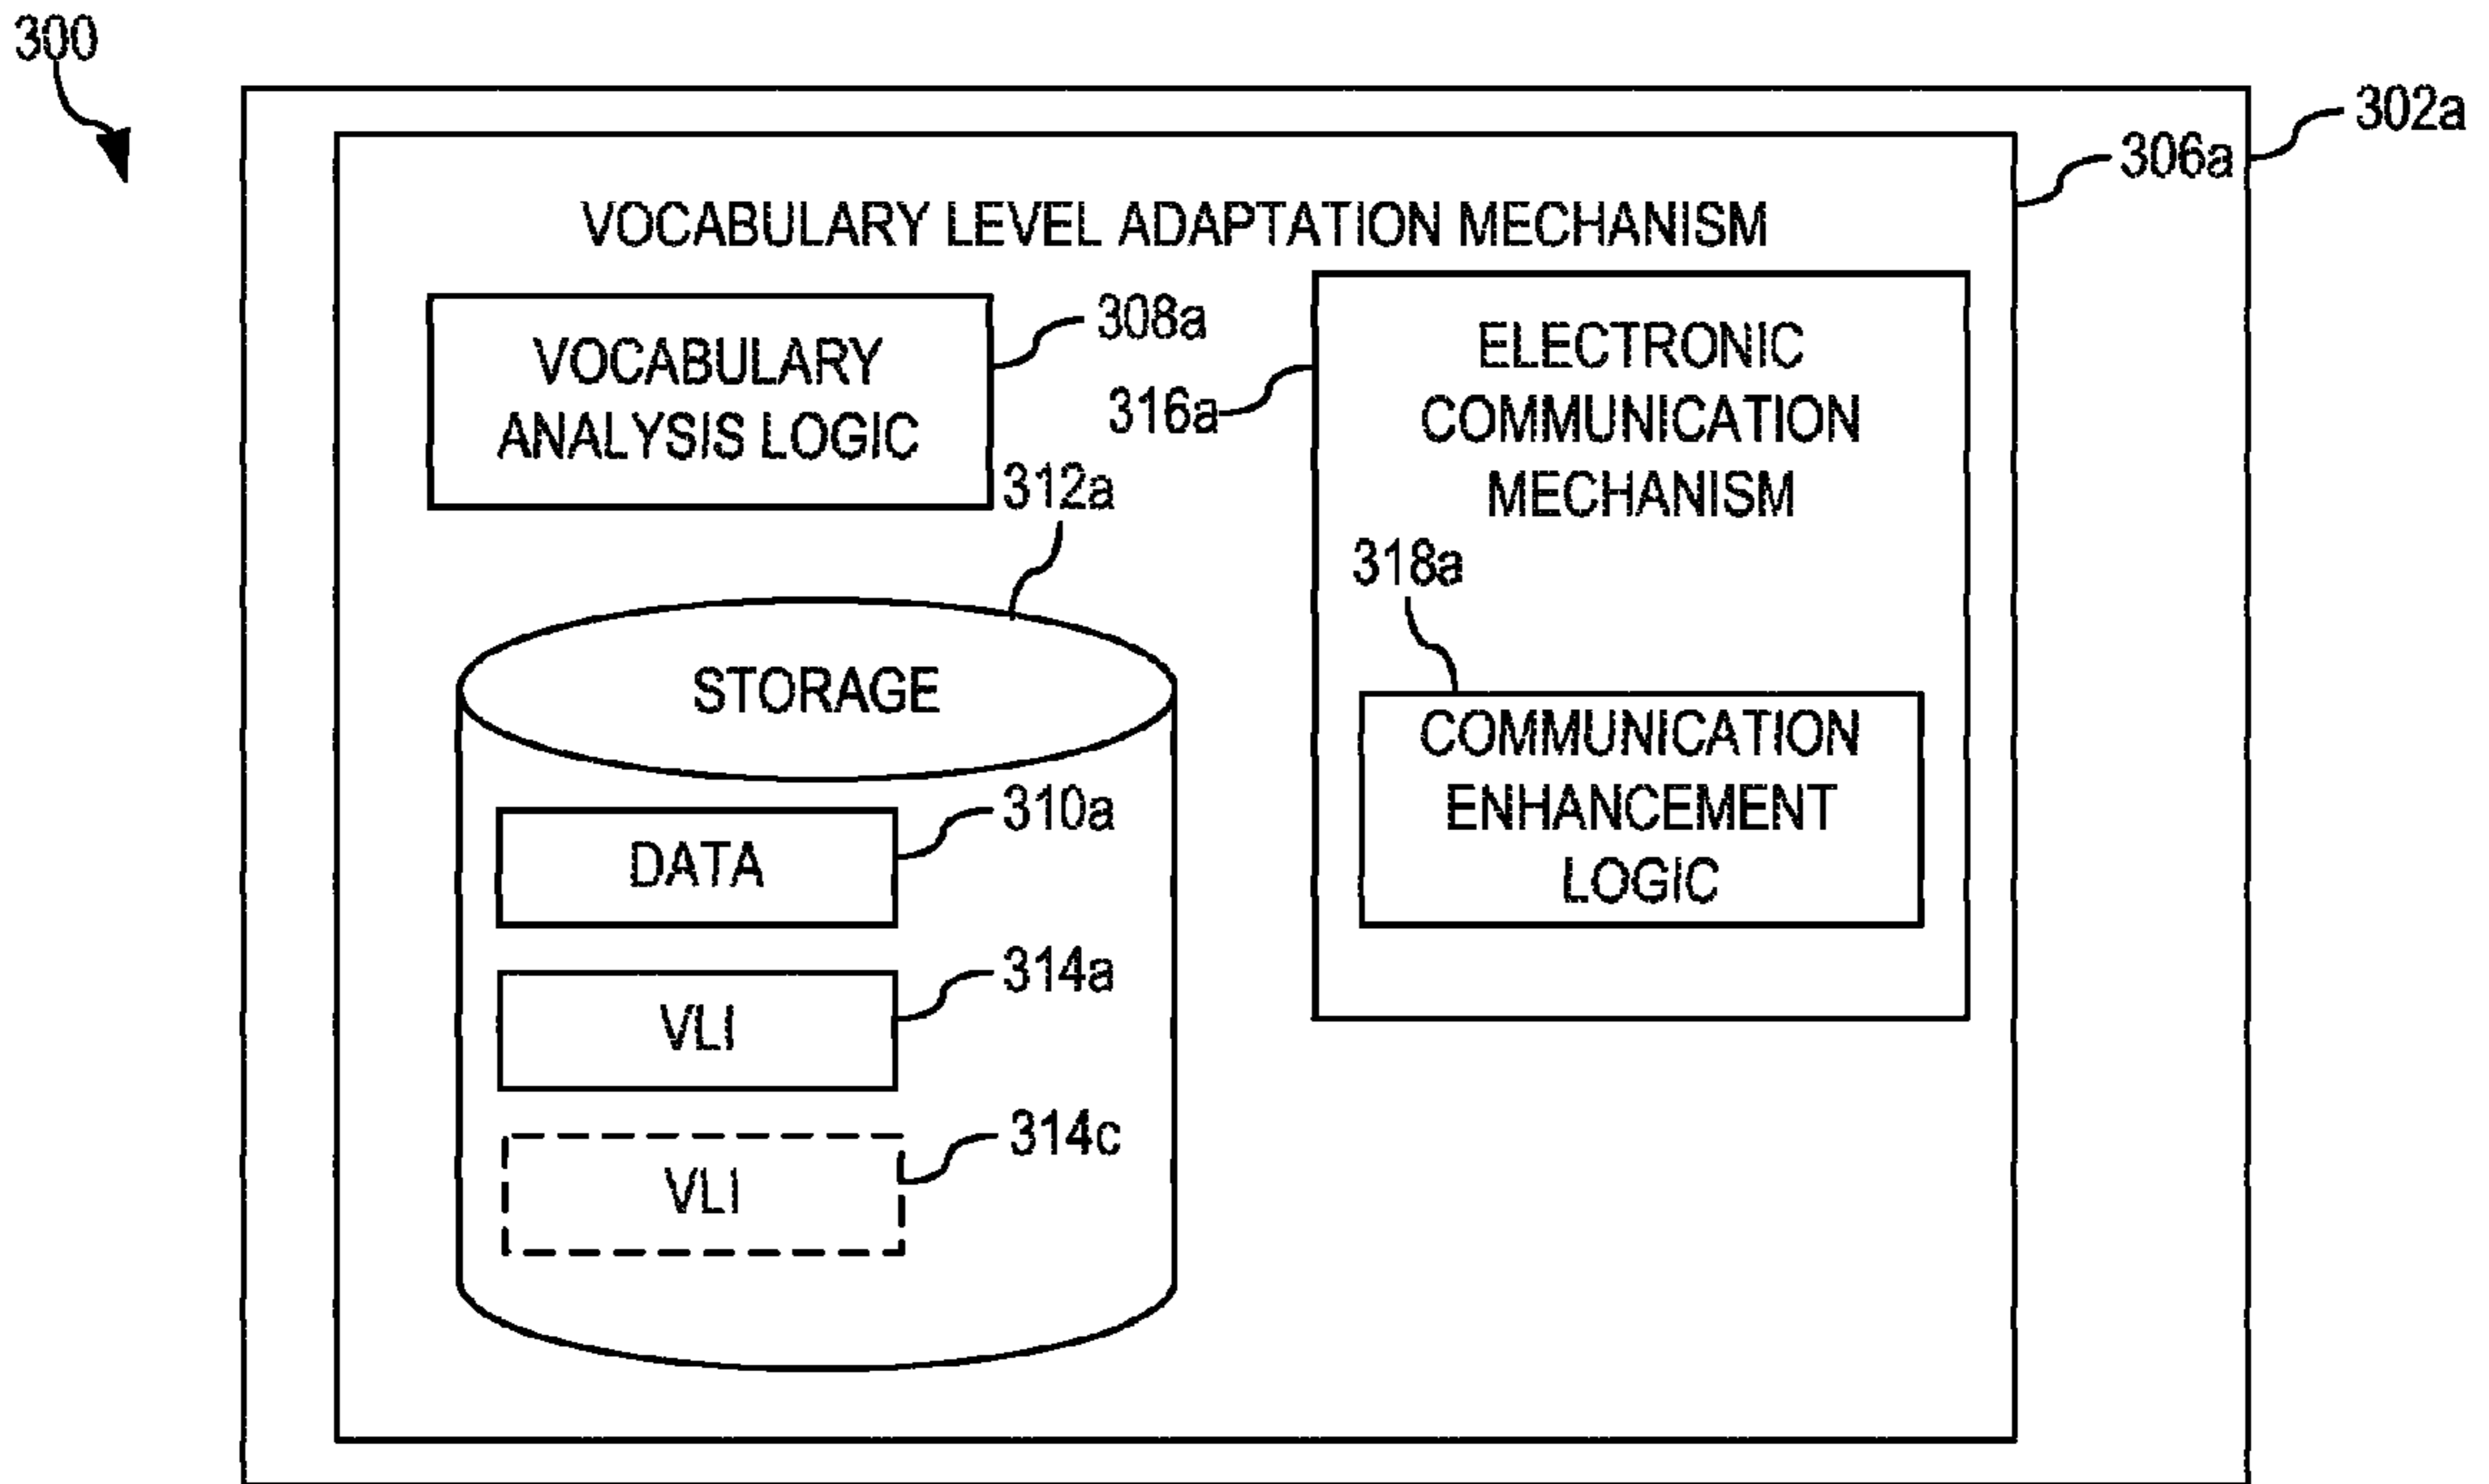 300
302a
306a
VOCABULARY LEVEL ADAPTATION MECHANISM
308a
VOCABULARY
ANALYSIS LOGIC
312a
316a
ELECTRONIC
COMMUNICATION
MECHANISM
318a
COMMUNICATION
ENHANCEMENT
LOGIC
STORAGE
310a
DATA
314a
VLI
314c
VLI